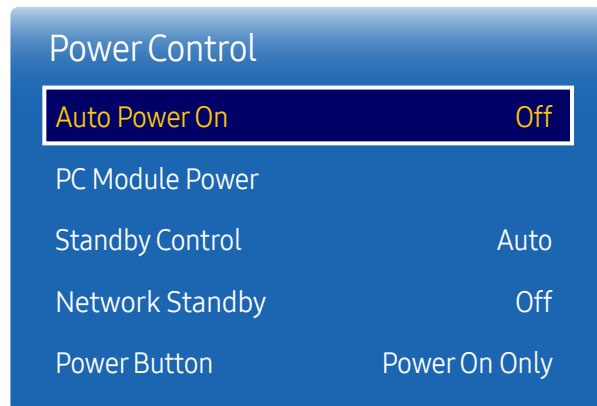 Power Control
Auto Power On Off
PC Module Power
Standby Control Auto
Network Standby Off
Power Button Power On Only